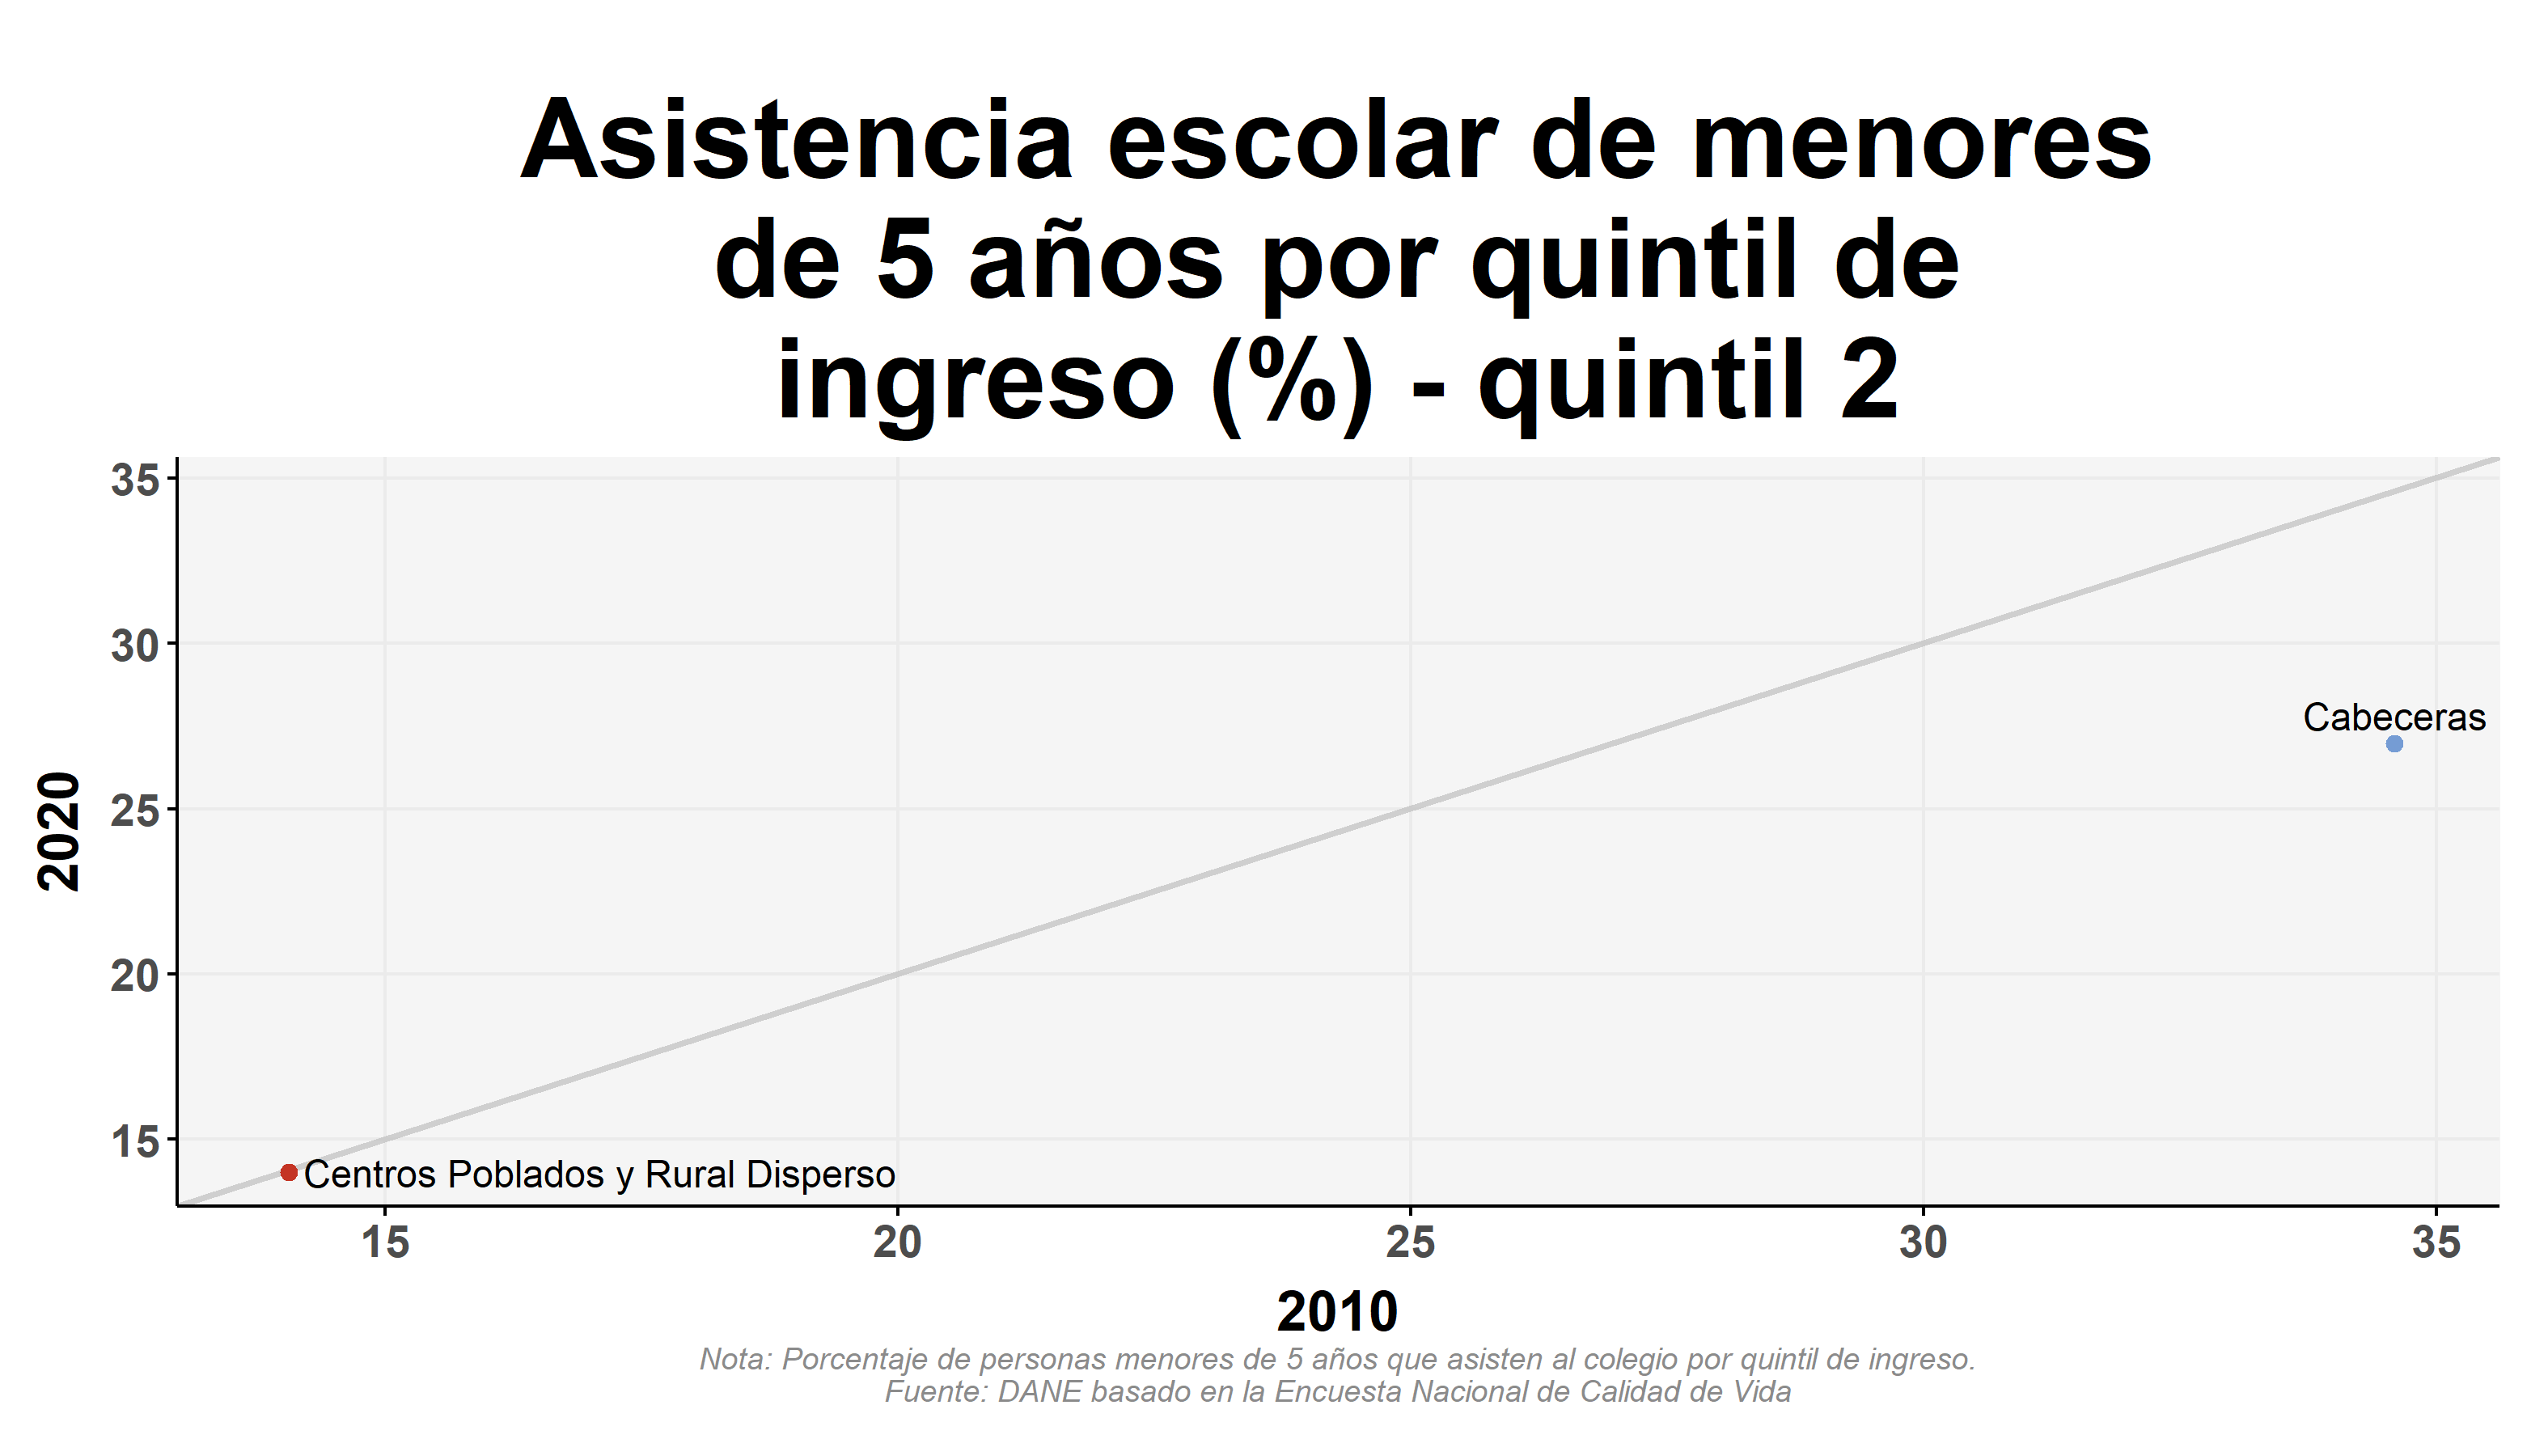 Asistencia escolar de menores
de 5 años por quintil de
ingreso (%) - quintil 2
35
30
25
20
15
2020
Cabeceras
Centros Poblados y Rural Disperso
15
20
25
30
35
2010
Nota: Porcentaje de personas menores de 5 años que asisten al colegio por quintil de ingreso.
Fuente: DANE basado en la Encuesta Nacional de Calidad de Vida